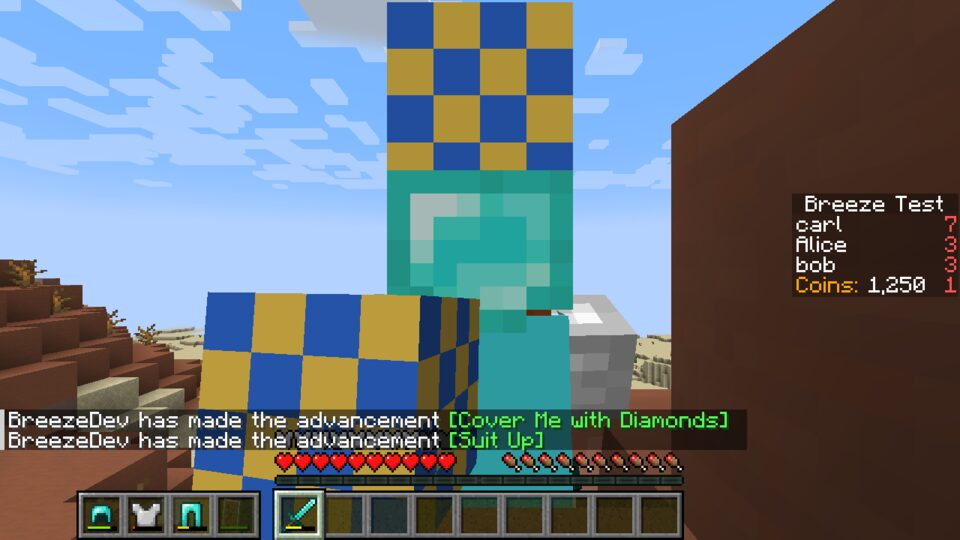 Breeze Test
carl 7
Alice 3
bob 3
Coins: 1,250 1
BreezeDev has made the advancement [Cover Me with Diamonds]
BreezeDev has made the advancement [Suit Up]